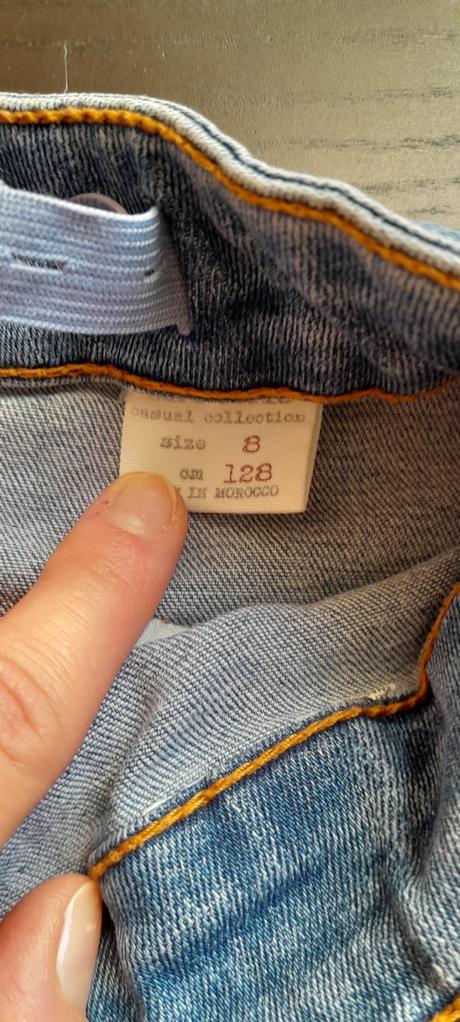 casual collection
size 8
cm 128
IN MOROCCO